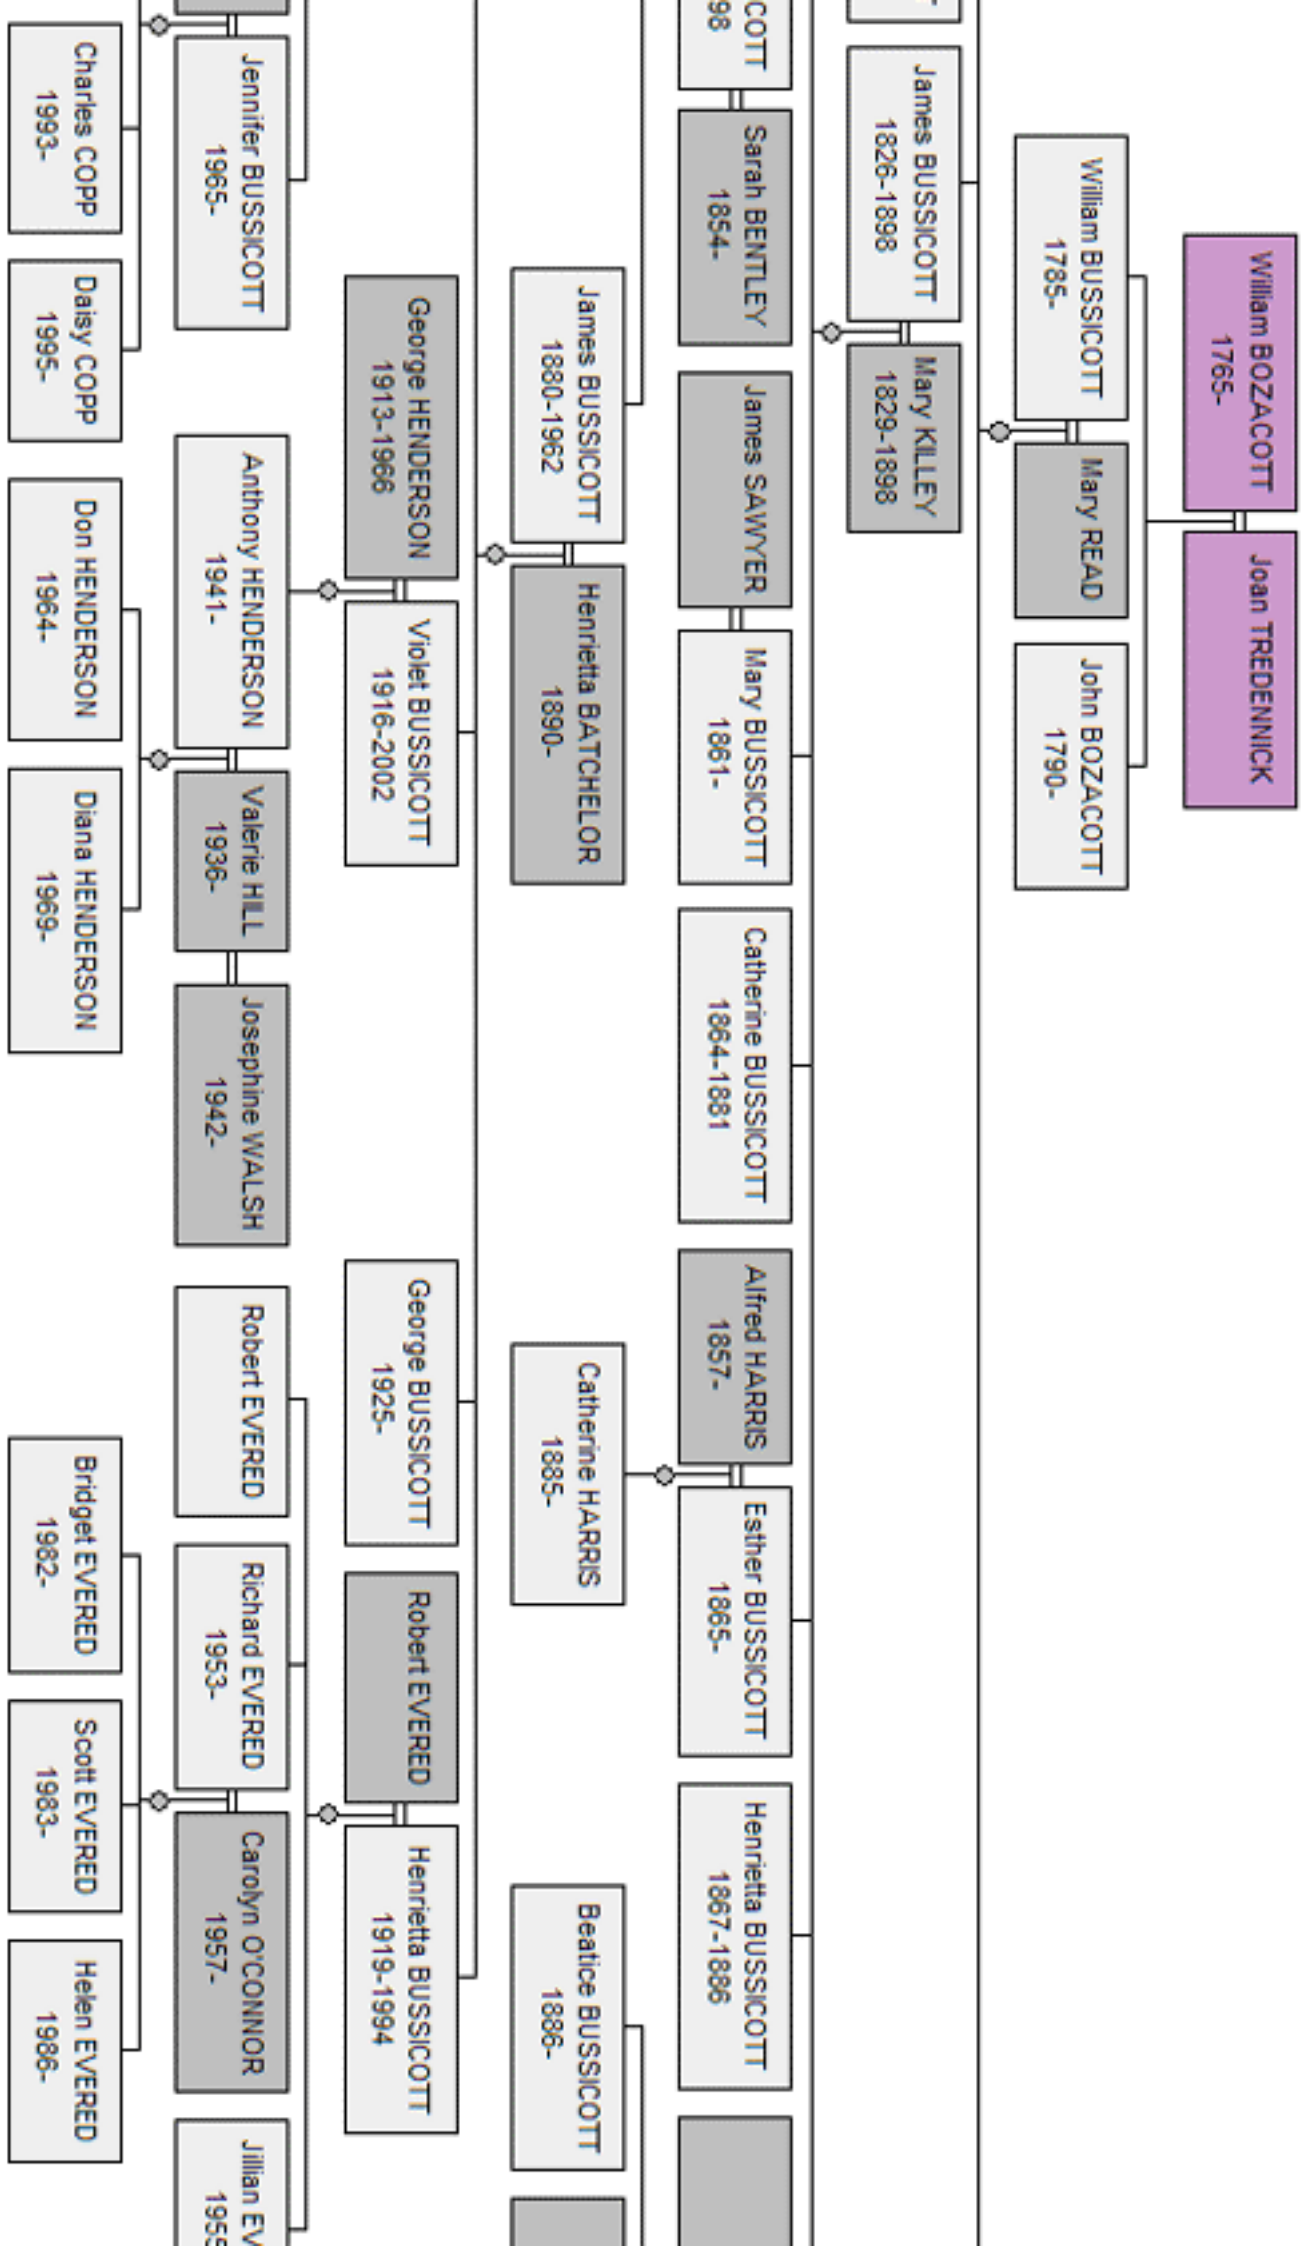 William BOZACOTT
1765-
Joan TREDENNICK
William BUSSICOTT
1785-
Mary READ
John BOZACOTT
1790-
James BUSSICOTT
1826-1898
Mary KILLEY
1829-1898
COTT
98
Sarah BENTLEY
1854-
James SAWYER
Mary BUSSICOTT
1861-
Catherine BUSSICOTT
1864-1881
Alfred HARRIS
1857-
Esther BUSSICOTT
1865-
Henrietta BUSSICOTT
1867-1886
James BUSSICOTT
1880-1962
Henrietta BATCHELOR
1890-
Catherine HARRIS
1885-
Beatice BUSSICOTT
1886-
George HENDERSON
1913-1966
Violet BUSSICOTT
1916-2002
George BUSSICOTT
1925-
Robert EVERED
Henrietta BUSSICOTT
1919-1994
Jennifer BUSSICOTT
1965-
Anthony HENDERSON
1941-
Valerie HILL
1936-
Josephine WALSH
1942-
Robert EVERED
Richard EVERED
1953-
Carolyn O'CONNOR
1957-
Jillian EV
1955
Charles COPP
1993-
Daisy COPP
1995-
Don HENDERSON
1964-
Diana HENDERSON
1969-
Bridget EVERED
1982-
Scott EVERED
1983-
Helen EVERED
1986-